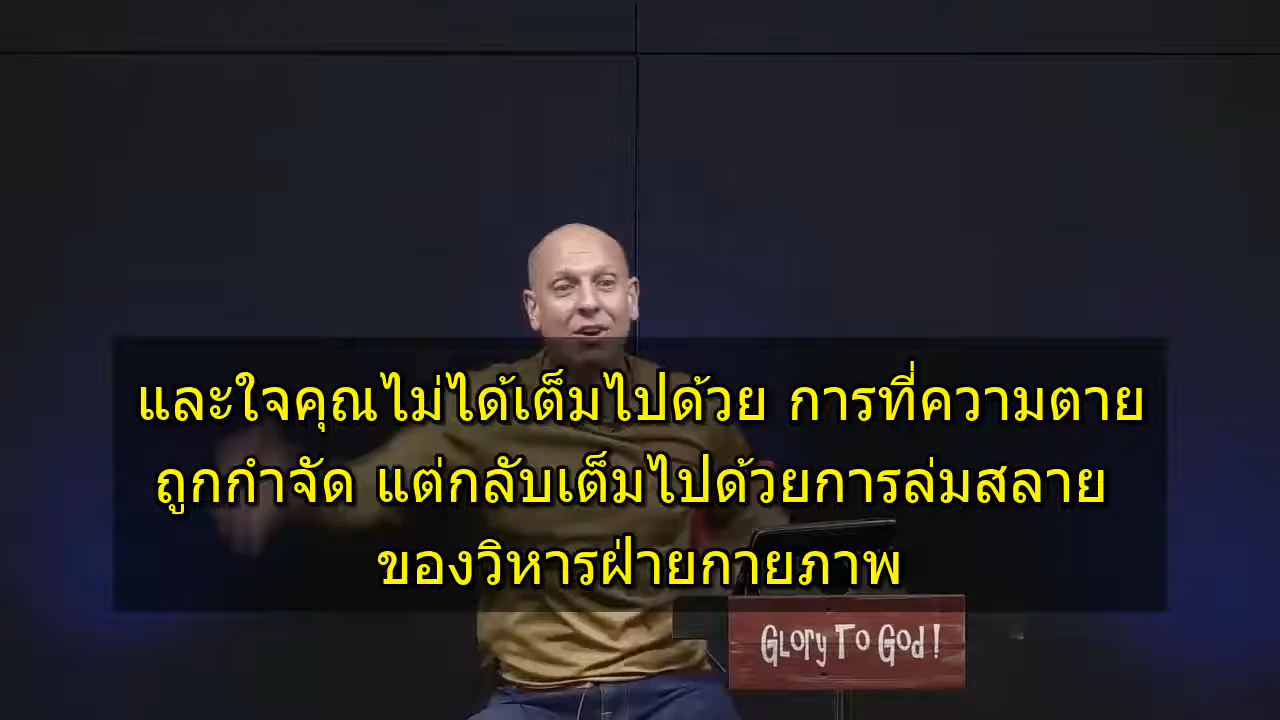 และใจคุณไม่ได้เต็มไปด้วย การที่ความตาย
ถูกกำจัด แต่กลับเต็มไปด้วยการล่มสลาย
ของวิหารฝ่ายกายภาพ
Glory To God!